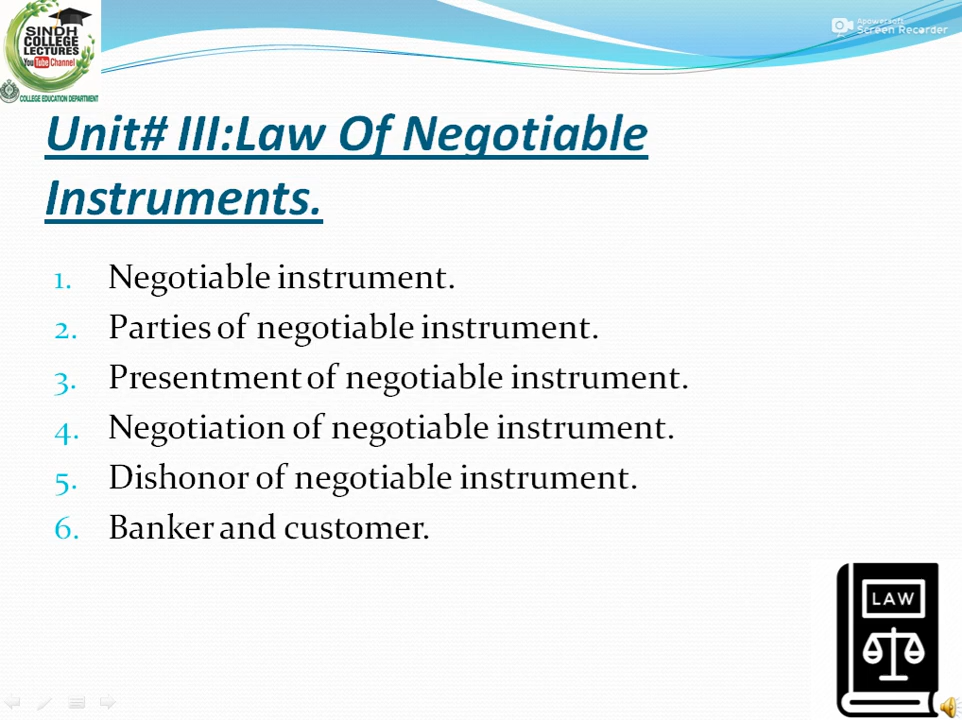 SINDH
COLLEGE
LECTURES
YouTube Channel
COLLEGE EDUCATION DEPARTMENT
Apowersoft
Screen Recorder
Unit# III:Law Of Negotiable
Instruments.
1. Negotiable instrument.
2. Parties of negotiable instrument.
3. Presentment of negotiable instrument.
4. Negotiation of negotiable instrument.
5. Dishonor of negotiable instrument.
6. Banker and customer.
LAW